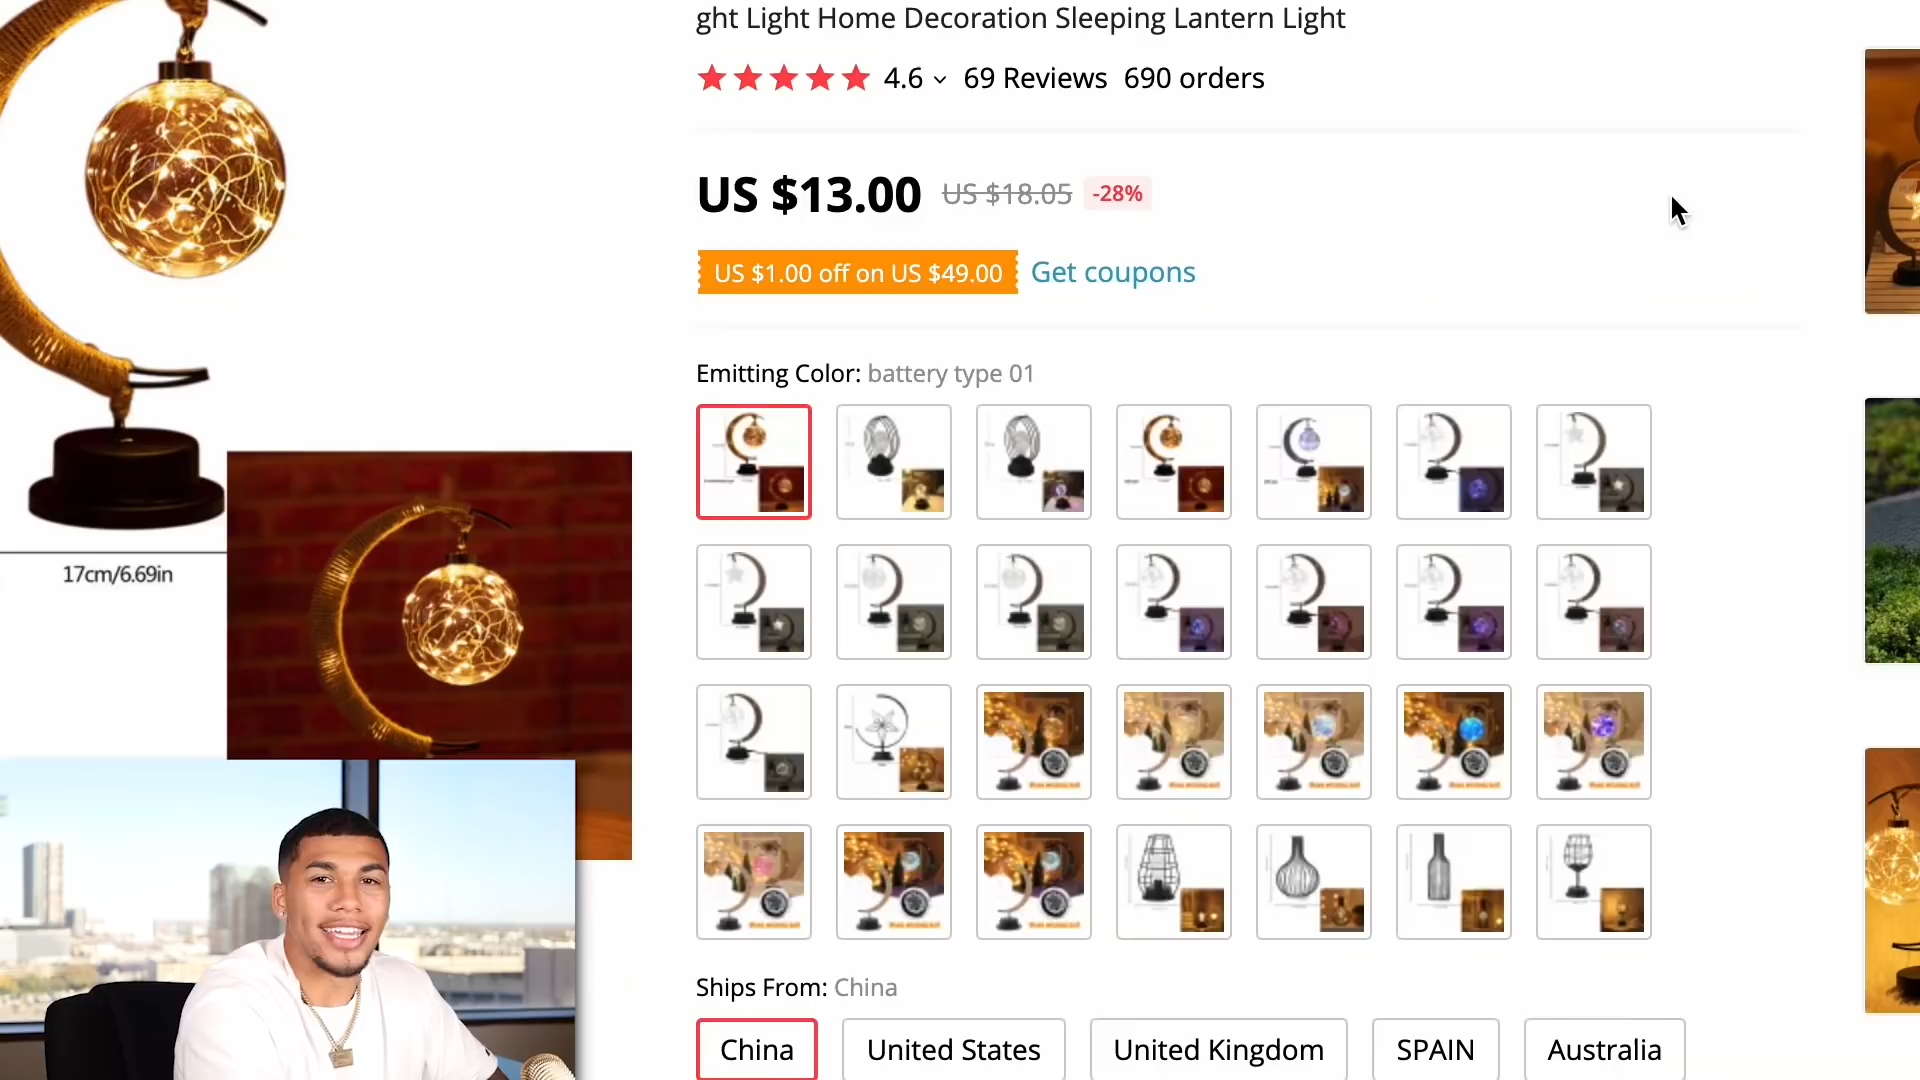 ght Light Home Decoration Sleeping Lantern Light
4.6 69 Reviews 690 orders
US $13.00 US $18.05 -28%
US $1.00 off on US $49.00 Get coupons
Emitting Color: battery type 01
17cm/6.69in
Ships From: China
China United States United Kingdom SPAIN Australia